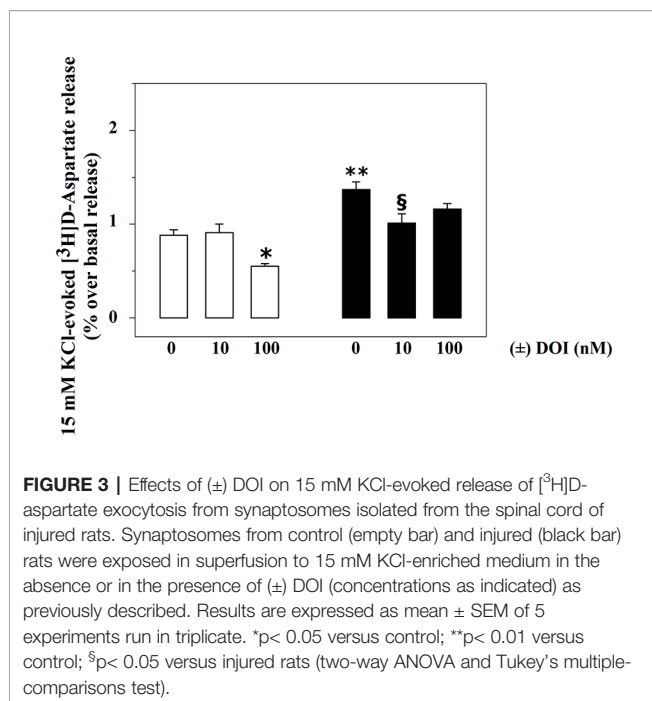 15 mM KCl-evoked [³H]D-Aspartate release
(% over basal release)
2
1
0
*
**
§
0 10 100 0 10 100 (±) DOI (nM)
FIGURE 3 | Effects of (±) DOI on 15 mM KCl-evoked release of [³H]D-
aspartate exocytosis from synaptosomes isolated from the spinal cord of
injured rats. Synaptosomes from control (empty bar) and injured (black bar)
rats were exposed in superfusion to 15 mM KCl-enriched medium in the
absence or in the presence of (±) DOI (concentrations as indicated) as
previously described. Results are expressed as mean ± SEM of 5
experiments run in triplicate. *p< 0.05 versus control; **p< 0.01 versus
control; §p< 0.05 versus injured rats (two-way ANOVA and Tukey's multiple-
comparisons test).